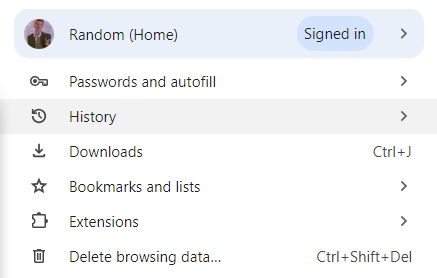 Random (Home) Signed in
Passwords and autofill
History
Downloads Ctrl+J
Bookmarks and lists
Extensions
Delete browsing data... Ctrl+Shift+Del